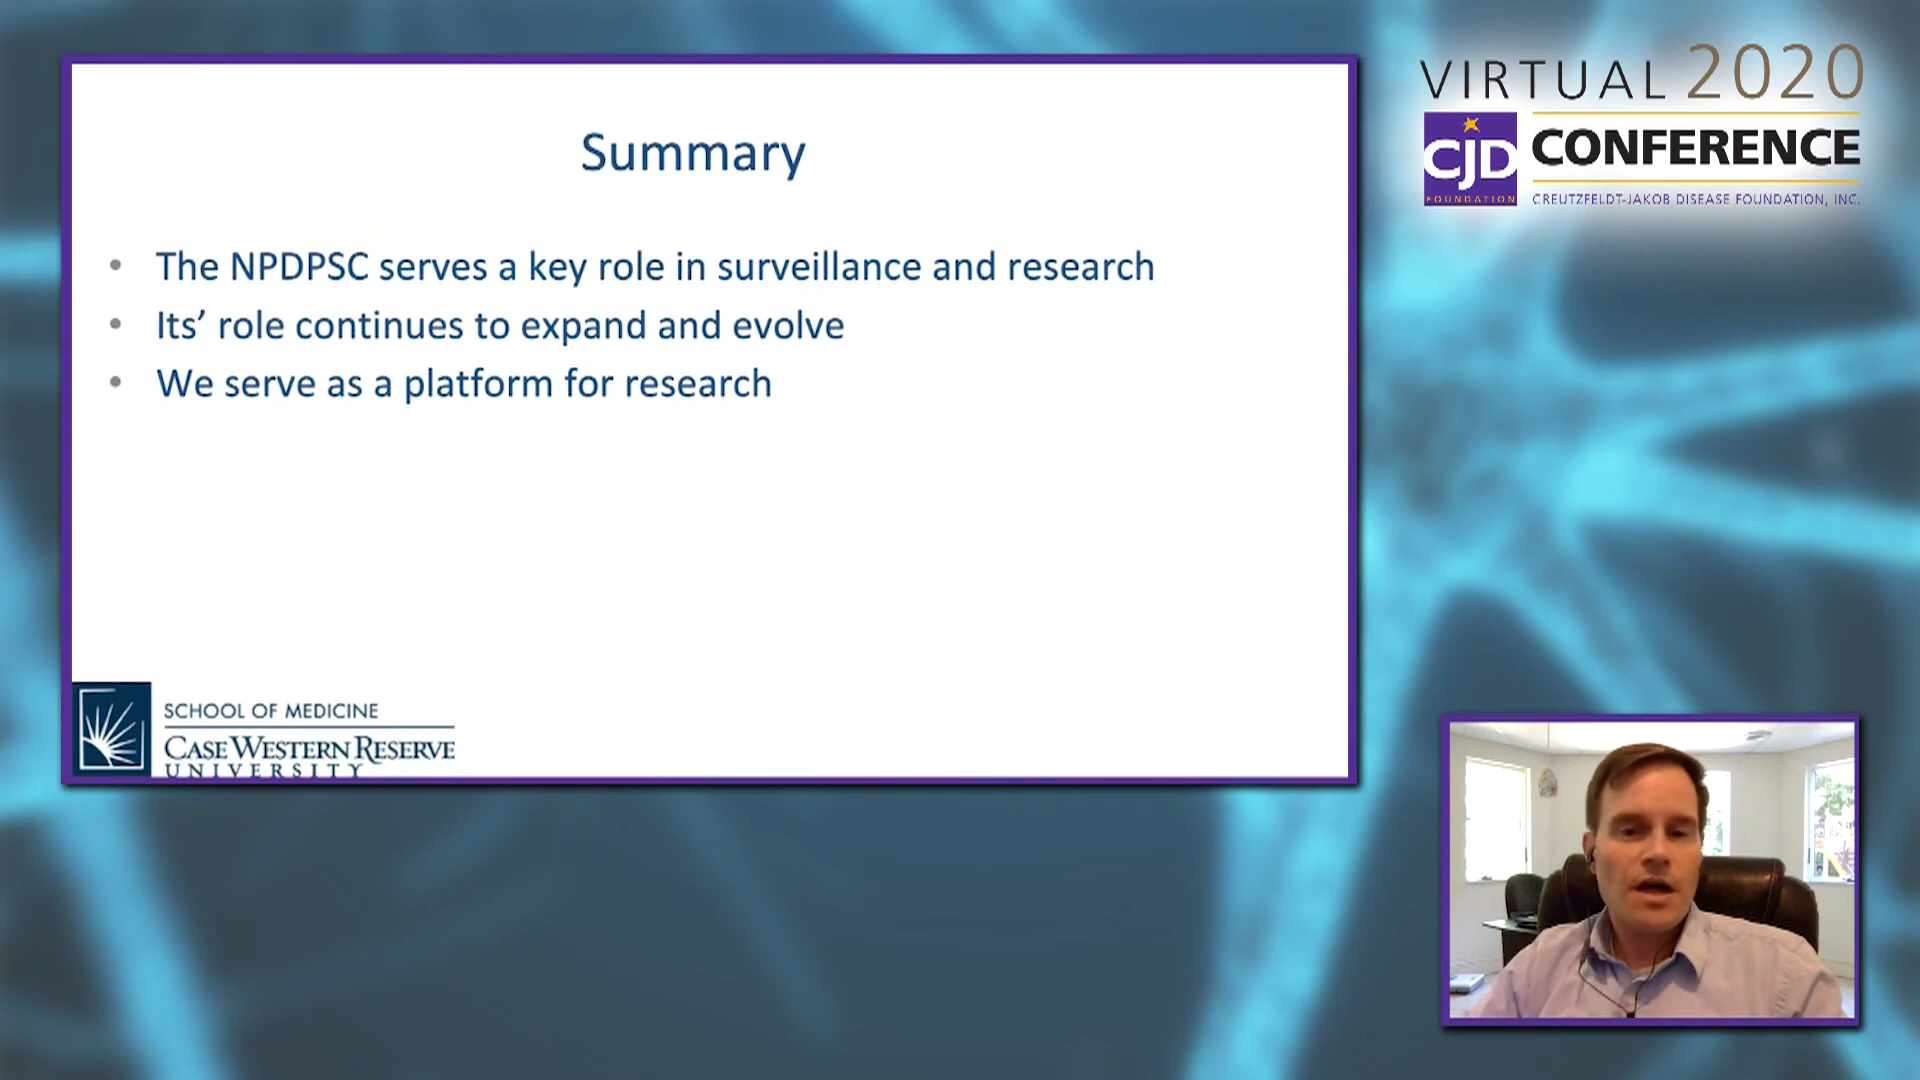 Summary
• The NPDPSC serves a key role in surveillance and research
• Its’ role continues to expand and evolve
• We serve as a platform for research
SCHOOL OF MEDICINE
CASE WESTERN RESERVE
UNIVERSITY
VIRTUAL 2020
CJD
FOUNDATION
CONFERENCE
CREUTZFELDT-JAKOB DISEASE FOUNDATION, INC.